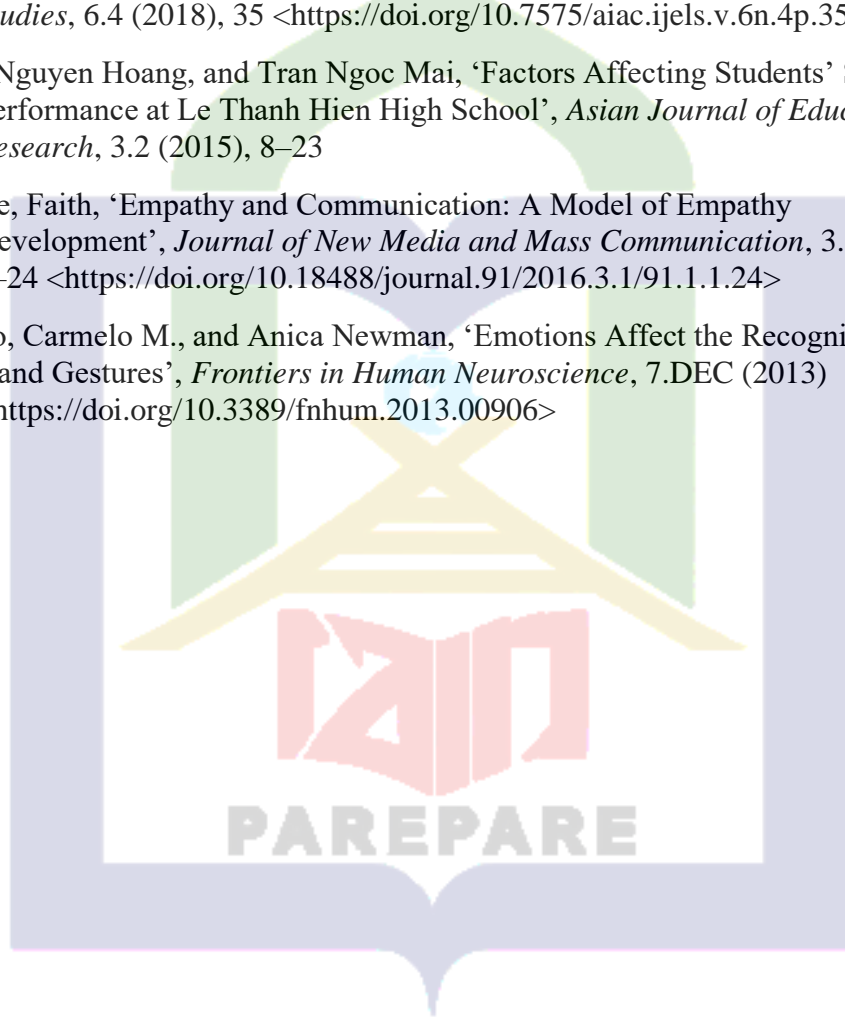 udies, 6.4 (2018), 35 <https://doi.org/10.7575/aiac.ijels.v.6n.4p.35
Nguyen Hoang, and Tran Ngoc Mai, ‘Factors Affecting Students’
erformance at Le Thanh Hien High School’, Asian Journal of Educ
esearch, 3.2 (2015), 8–23
e, Faith, ‘Empathy and Communication: A Model of Empathy
evelopment’, Journal of New Media and Mass Communication, 3.
–24 <https://doi.org/10.18488/journal.91/2016.3.1/91.1.1.24>
o, Carmelo M., and Anica Newman, ‘Emotions Affect the Recogni
and Gestures’, Frontiers in Human Neuroscience, 7.DEC (2013)
https://doi.org/10.3389/fnhum.2013.00906>
iain
PAREPARE